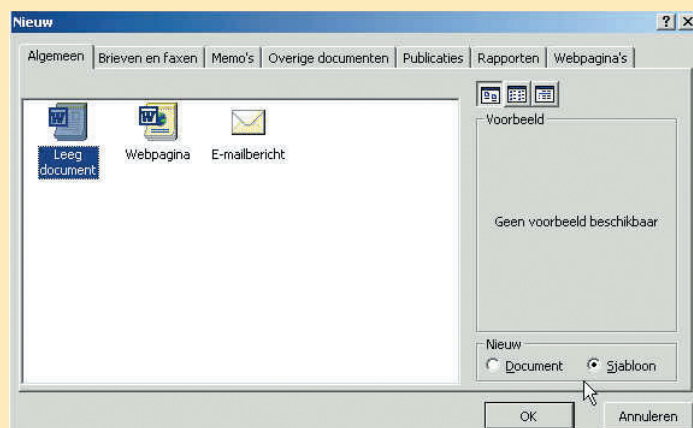 Nieuw
Algemeen Brieven en faxen Memo's Overige documenten Publicaties Rapporten Webpagina's
Leeg document
Webpagina
E-mailbericht
Voorbeeld
Geen voorbeeld beschikbaar
Nieuw
Document Sjabloon
OK Annuleren